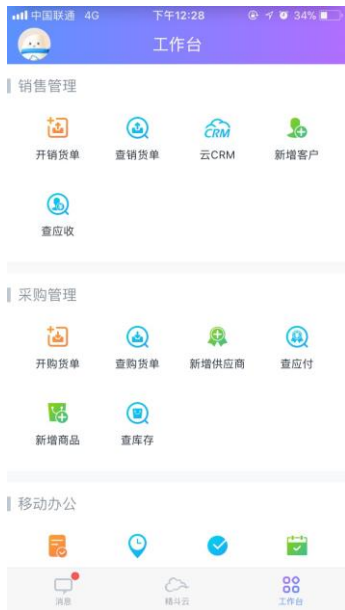 中国联通 4G 下午12:28 34%
工作台
销售管理
开销货单 查销货单 云CRM 新增客户
查应收
采购管理
开购货单 查购货单 新增供应商 查应付
新增商品 查库存
移动办公
消息 精斗云 工作台